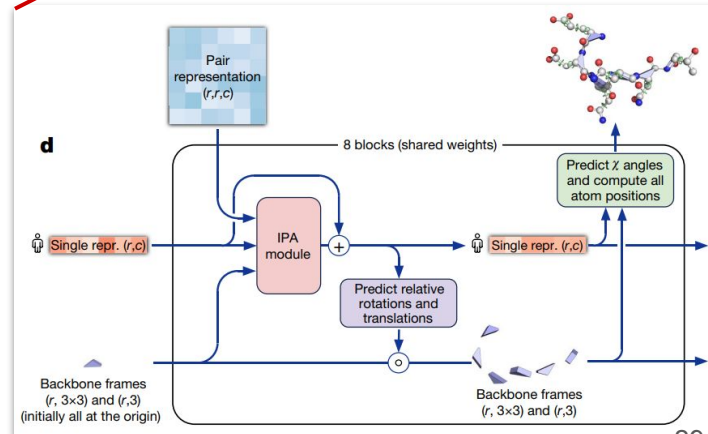 Pair
representation
(r,r,c)
d
8 blocks (shared weights)
Predict χ angles
and compute all
atom positions
Single repr. (r,c)
IPA
module
+
Single repr. (r,c)
Predict relative
rotations and
translations
Backbone frames
(r, 3×3) and (r,3)
(initially all at the origin)
Backbone frames
(r, 3×3) and (r,3)